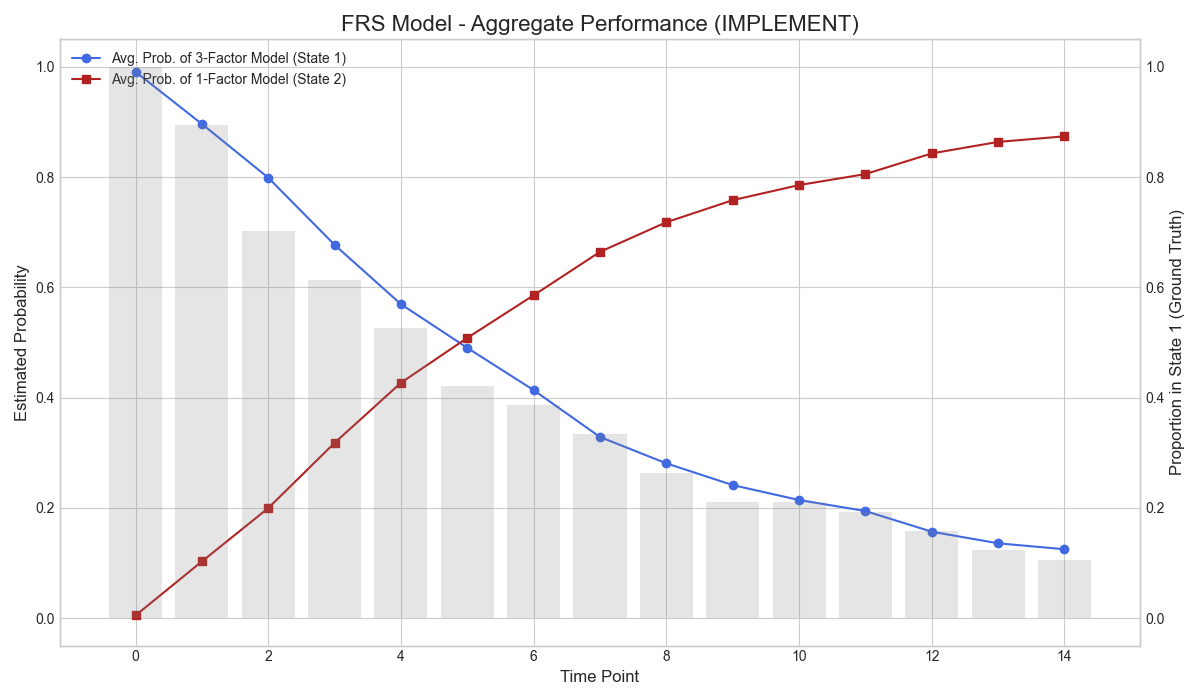 FRS Model - Aggregate Performance (IMPLEMENT)
Avg. Prob. of 3-Factor Model (State 1)
Avg. Prob. of 1-Factor Model (State 2)
Estimated Probability
1.0
0.8
0.6
0.4
0.2
0.0
1.0
0.8
0.6
0.4
0.2
0.0
Proportion in State 1 (Ground Truth)
0 2 4 6 8 10 12 14
Time Point